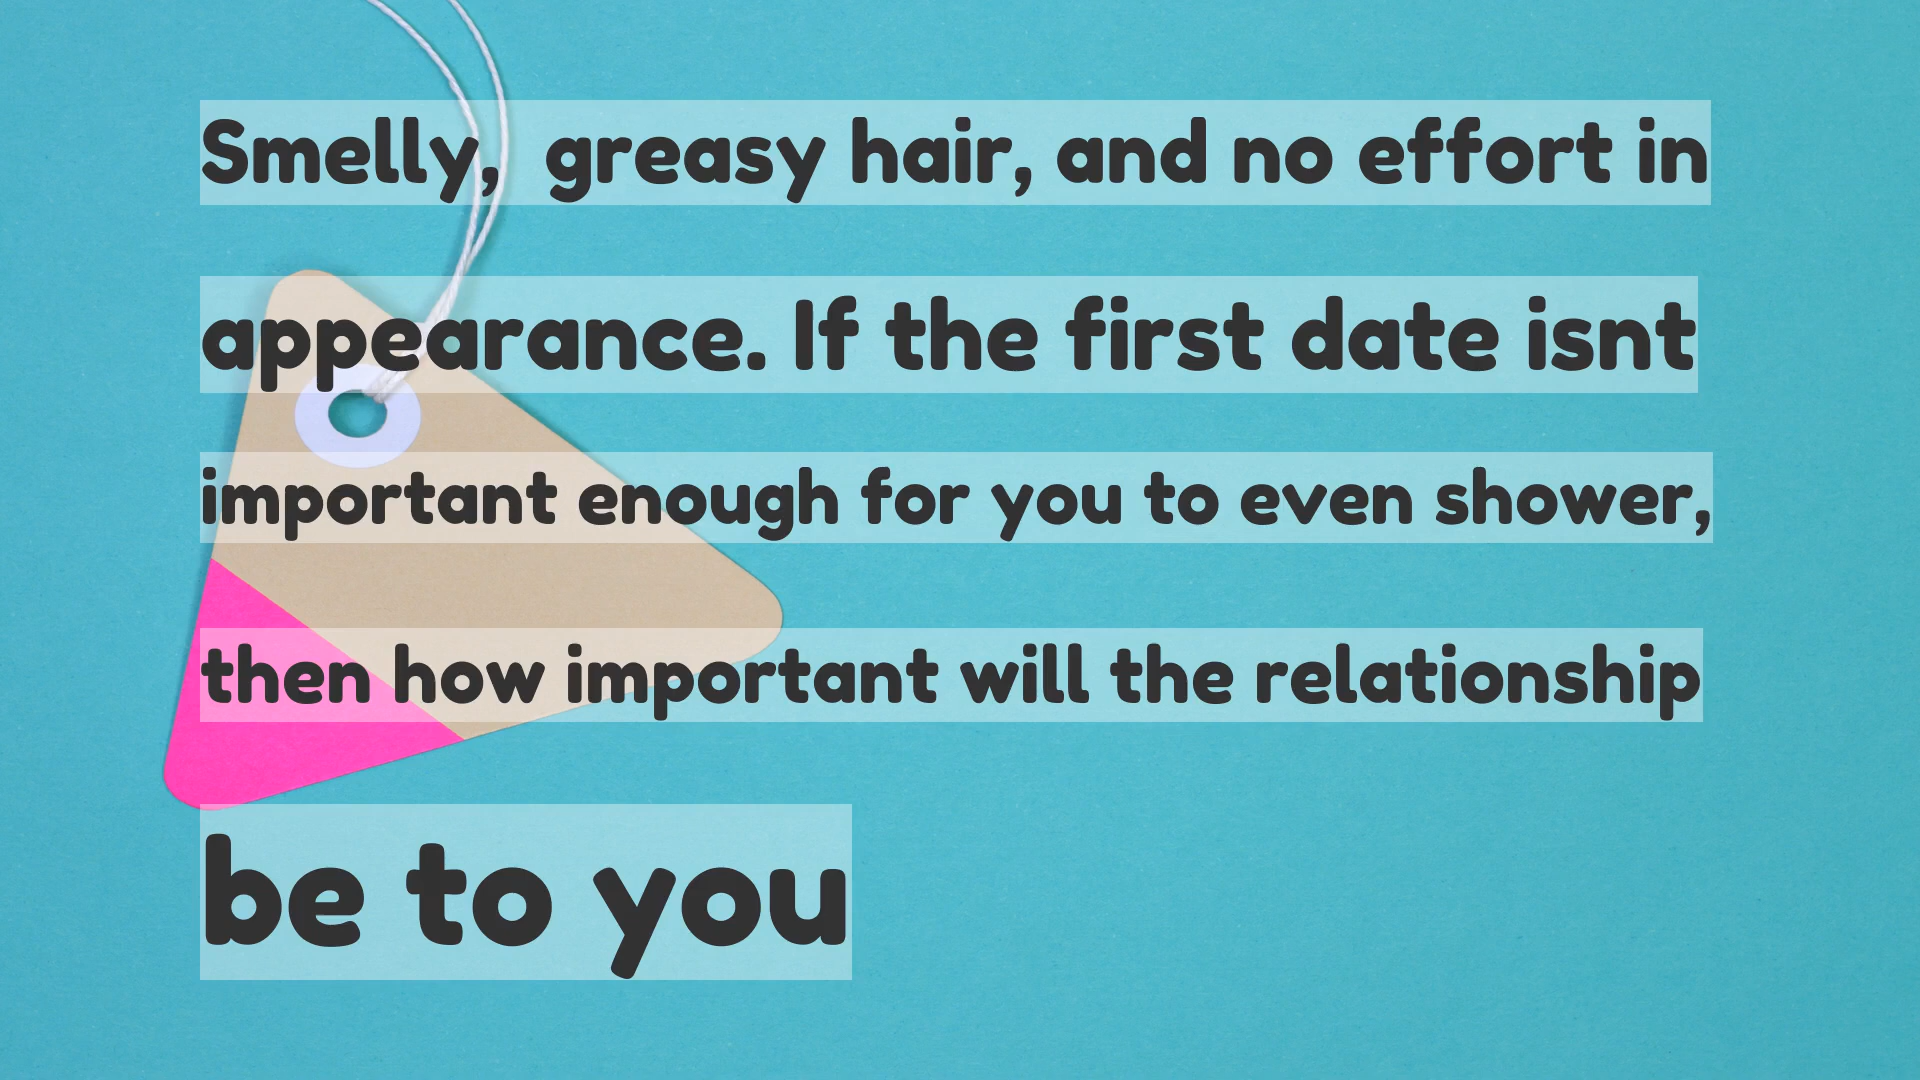 Smelly,  greasy hair, and no effort in
appearance. If the first date isnt
important enough for you to even shower,
then how important will the relationship
be to you